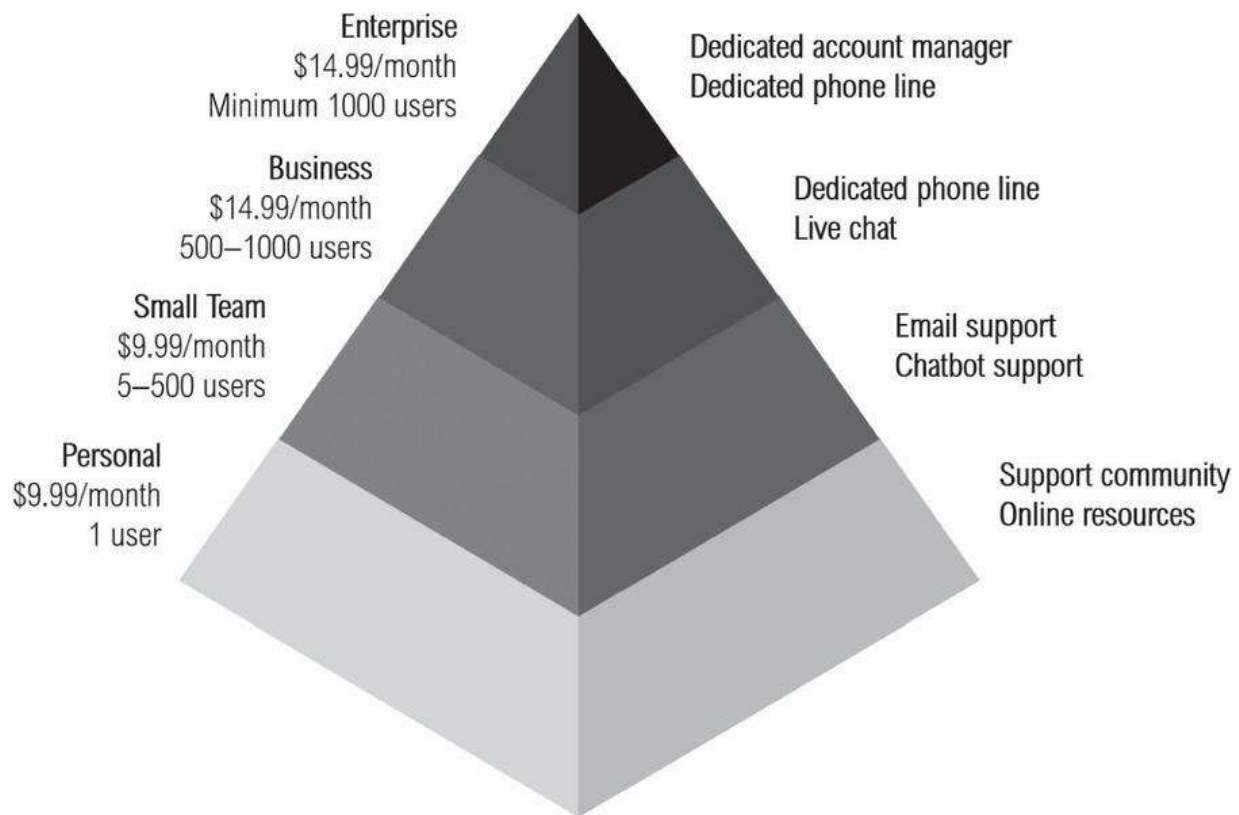 Enterprise
$14.99/month
Minimum 1000 users
Dedicated account manager
Dedicated phone line
Business
$14.99/month
500–1000 users
Dedicated phone line
Live chat
Small Team
$9.99/month
5–500 users
Email support
Chatbot support
Personal
$9.99/month
1 user
Support community
Online resources